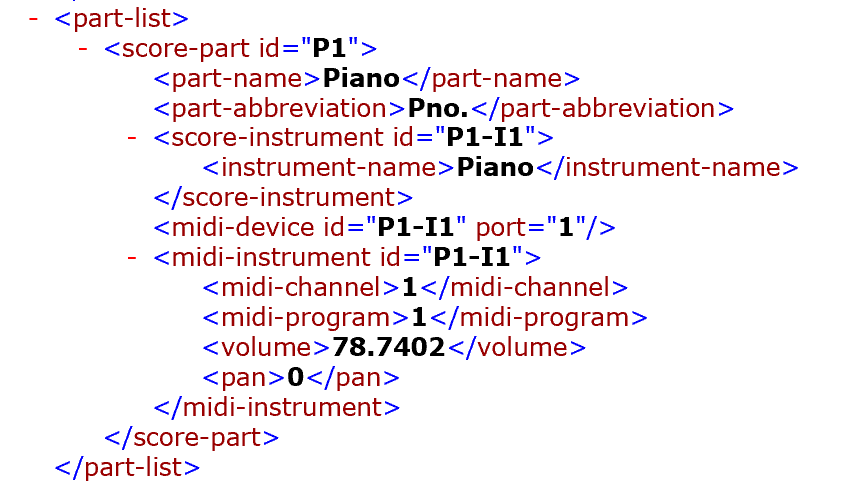 - <part-list>
- <score-part id="P1">
<part-name>Piano</part-name>
<part-abbreviation>Pno.</part-abbreviation>
- <score-instrument id="P1-I1">
<instrument-name>Piano</instrument-name>
</score-instrument>
<midi-device id="P1-I1" port="1"/>
- <midi-instrument id="P1-I1">
<midi-channel>1</midi-channel>
<midi-program>1</midi-program>
<volume>78.7402</volume>
<pan>0</pan>
</midi-instrument>
</score-part>
</part-list>